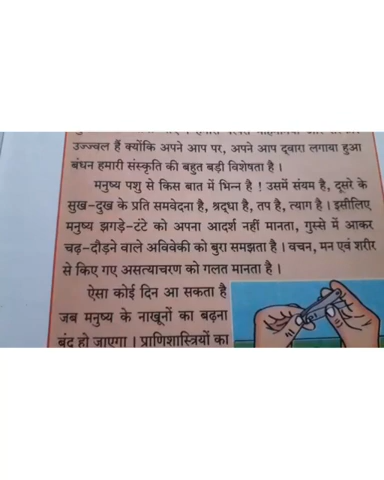 उज्ज्वल हैं क्योंकि अपने आप पर, अपने आप द्वारा लगाया हुआ
बंधन हमारी संस्कृति की बहुत बड़ी विशेषता है ।
मनुष्य पशु से किस बात में भिन्न है ! उसमें संयम है, दूसरे के
सुख-दुख के प्रति समवेदना है, श्रद्धा है, तप है, त्याग है । इसीलिए
मनुष्य झगड़े-टंटे को अपना आदर्श नहीं मानता, गुस्से में आकर
चढ़-दौड़ने वाले अविवेकी को बुरा समझता है । वचन, मन एवं शरीर
से किए गए असत्याचरण को गलत मानता है ।
ऐसा कोई दिन आ सकता है
जब मनुष्य के नाखूनों का बढ़ना
बंद हो जाएगा । प्राणिशास्त्रियों का